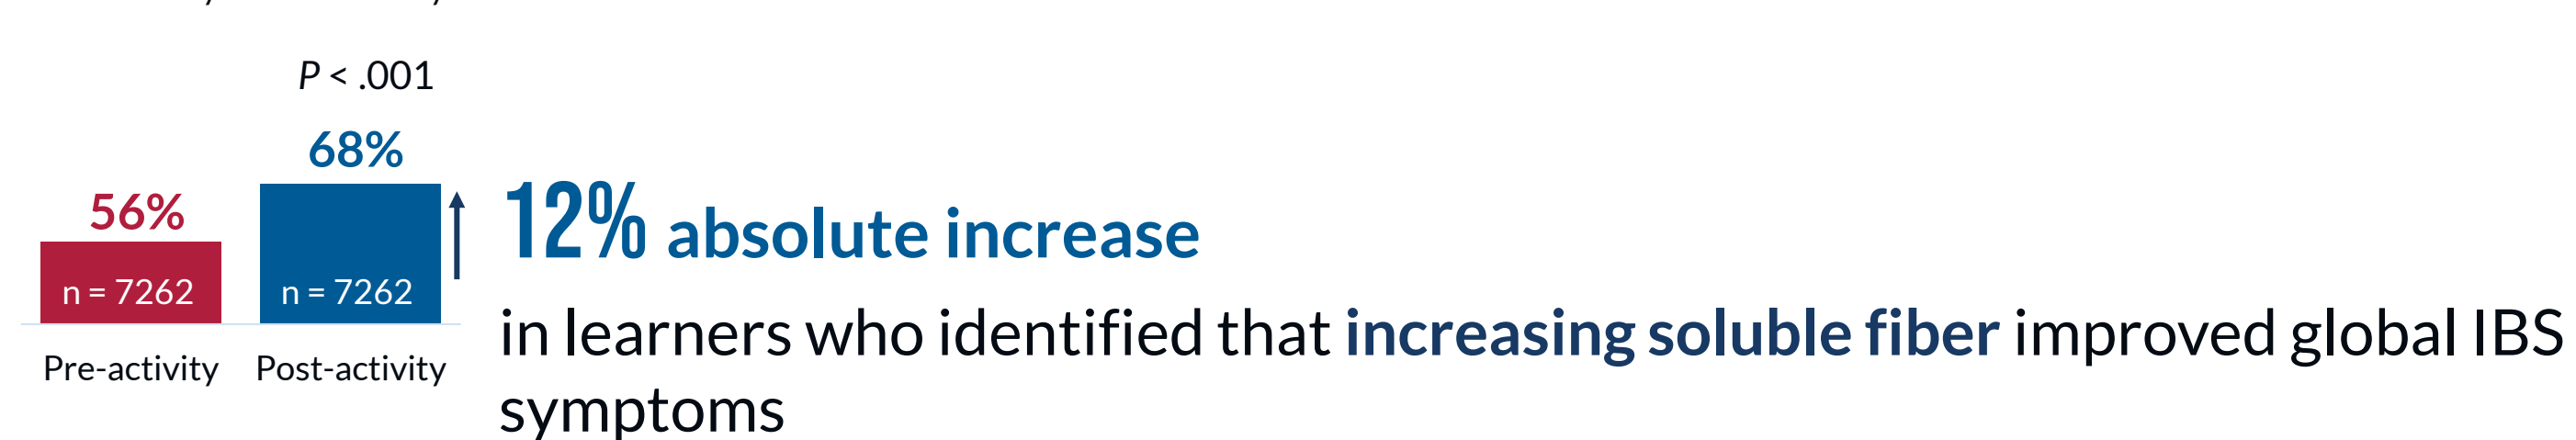 P < .001
68%
56%
12% absolute increase
n = 7262
n = 7262
in learners who identified that increasing soluble fiber improved global IBS
symptoms
Pre-activity
Post-activity